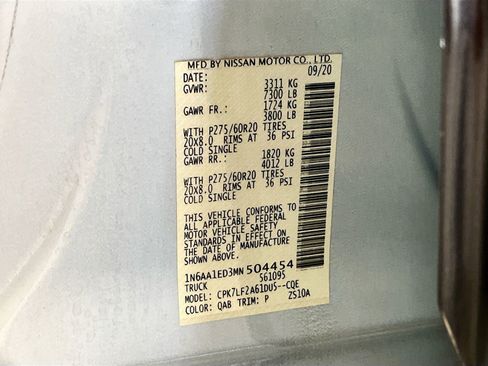 MFD BY NISSAN MOTOR CO., LTD.
DATE: 09/20
GVWR: 3311 KG
7300 LB
GAWR FR.: 1724 KG
3800 LB
WITH P275/60R20 TIRES
20X8.0 RIMS AT 36 PSI
COLD SINGLE
GAWR RR.: 1820 KG
4012 LB
WITH P275/60R20 TIRES
20X8.0 RIMS AT 36 PSI
COLD SINGLE
THIS VEHICLE CONFORMS TO
ALL APPLICABLE FEDERAL
MOTOR VEHICLE SAFETY
STANDARDS IN EFFECT ON
THE DATE OF MANUFACTURE
1N6AA1ED3MN504454
TRUCK 561095
MODEL: CPK7LF2A61DU5--CQE
COLOR: QAB TRIM: P ZS10A